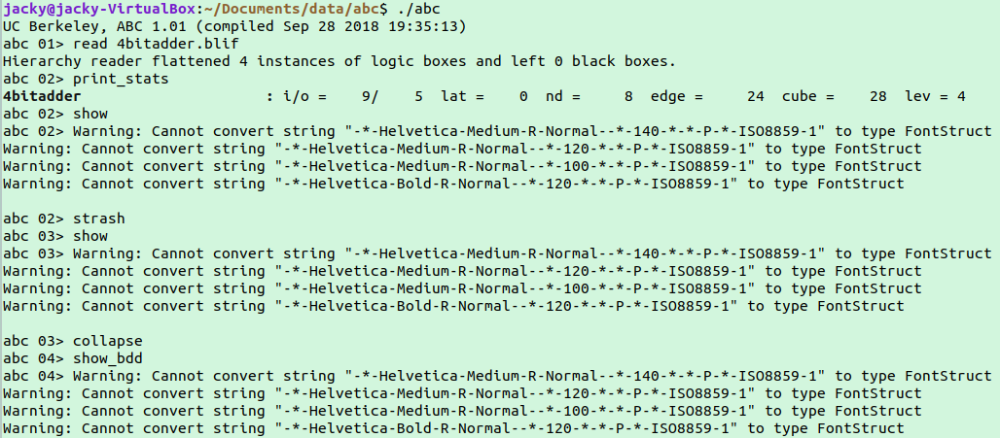 jacky@jacky-VirtualBox:~/Documents/data/abc$ ./abc
UC Berkeley, ABC 1.01 (compiled Sep 28 2018 19:35:13)
abc 01> read 4bitadder.blif
Hierarchy reader flattened 4 instances of logic boxes and left 0 black boxes.
abc 02> print_stats
4bitadder                     : i/o =    9/    5  lat =    0  nd =     8  edge =     24  cube =    28  lev = 4
abc 02> show
abc 02> Warning: Cannot convert string "-*-Helvetica-Medium-R-Normal--*-140-*-*-P-*-ISO8859-1" to type FontStruct
Warning: Cannot convert string "-*-Helvetica-Medium-R-Normal--*-120-*-*-P-*-ISO8859-1" to type FontStruct
Warning: Cannot convert string "-*-Helvetica-Medium-R-Normal--*-100-*-*-P-*-ISO8859-1" to type FontStruct
Warning: Cannot convert string "-*-Helvetica-Bold-R-Normal--*-120-*-*-P-*-ISO8859-1" to type FontStruct

abc 02> strash
abc 03> show
abc 03> Warning: Cannot convert string "-*-Helvetica-Medium-R-Normal--*-140-*-*-P-*-ISO8859-1" to type FontStruct
Warning: Cannot convert string "-*-Helvetica-Medium-R-Normal--*-120-*-*-P-*-ISO8859-1" to type FontStruct
Warning: Cannot convert string "-*-Helvetica-Medium-R-Normal--*-100-*-*-P-*-ISO8859-1" to type FontStruct
Warning: Cannot convert string "-*-Helvetica-Bold-R-Normal--*-120-*-*-P-*-ISO8859-1" to type FontStruct

abc 03> collapse
abc 04> show_bdd
abc 04> Warning: Cannot convert string "-*-Helvetica-Medium-R-Normal--*-140-*-*-P-*-ISO8859-1" to type FontStruct
Warning: Cannot convert string "-*-Helvetica-Medium-R-Normal--*-120-*-*-P-*-ISO8859-1" to type FontStruct
Warning: Cannot convert string "-*-Helvetica-Medium-R-Normal--*-100-*-*-P-*-ISO8859-1" to type FontStruct
Warning: Cannot convert string "-*-Helvetica-Bold-R-Normal--*-120-*-*-P-*-ISO8859-1" to type FontStruct